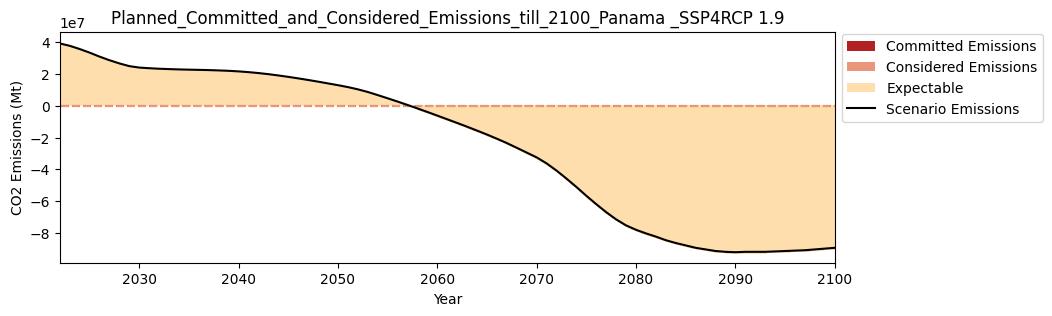 Planned_Committed_and_Considered_Emissions_till_2100_Panama _SSP4RCP 1.9
1e7
4
2
0
−2
−4
−6
−8
CO2 Emissions (Mt)
2030 2040 2050 2060 2070 2080 2090 2100
Year
Committed Emissions
Considered Emissions
Expectable
Scenario Emissions